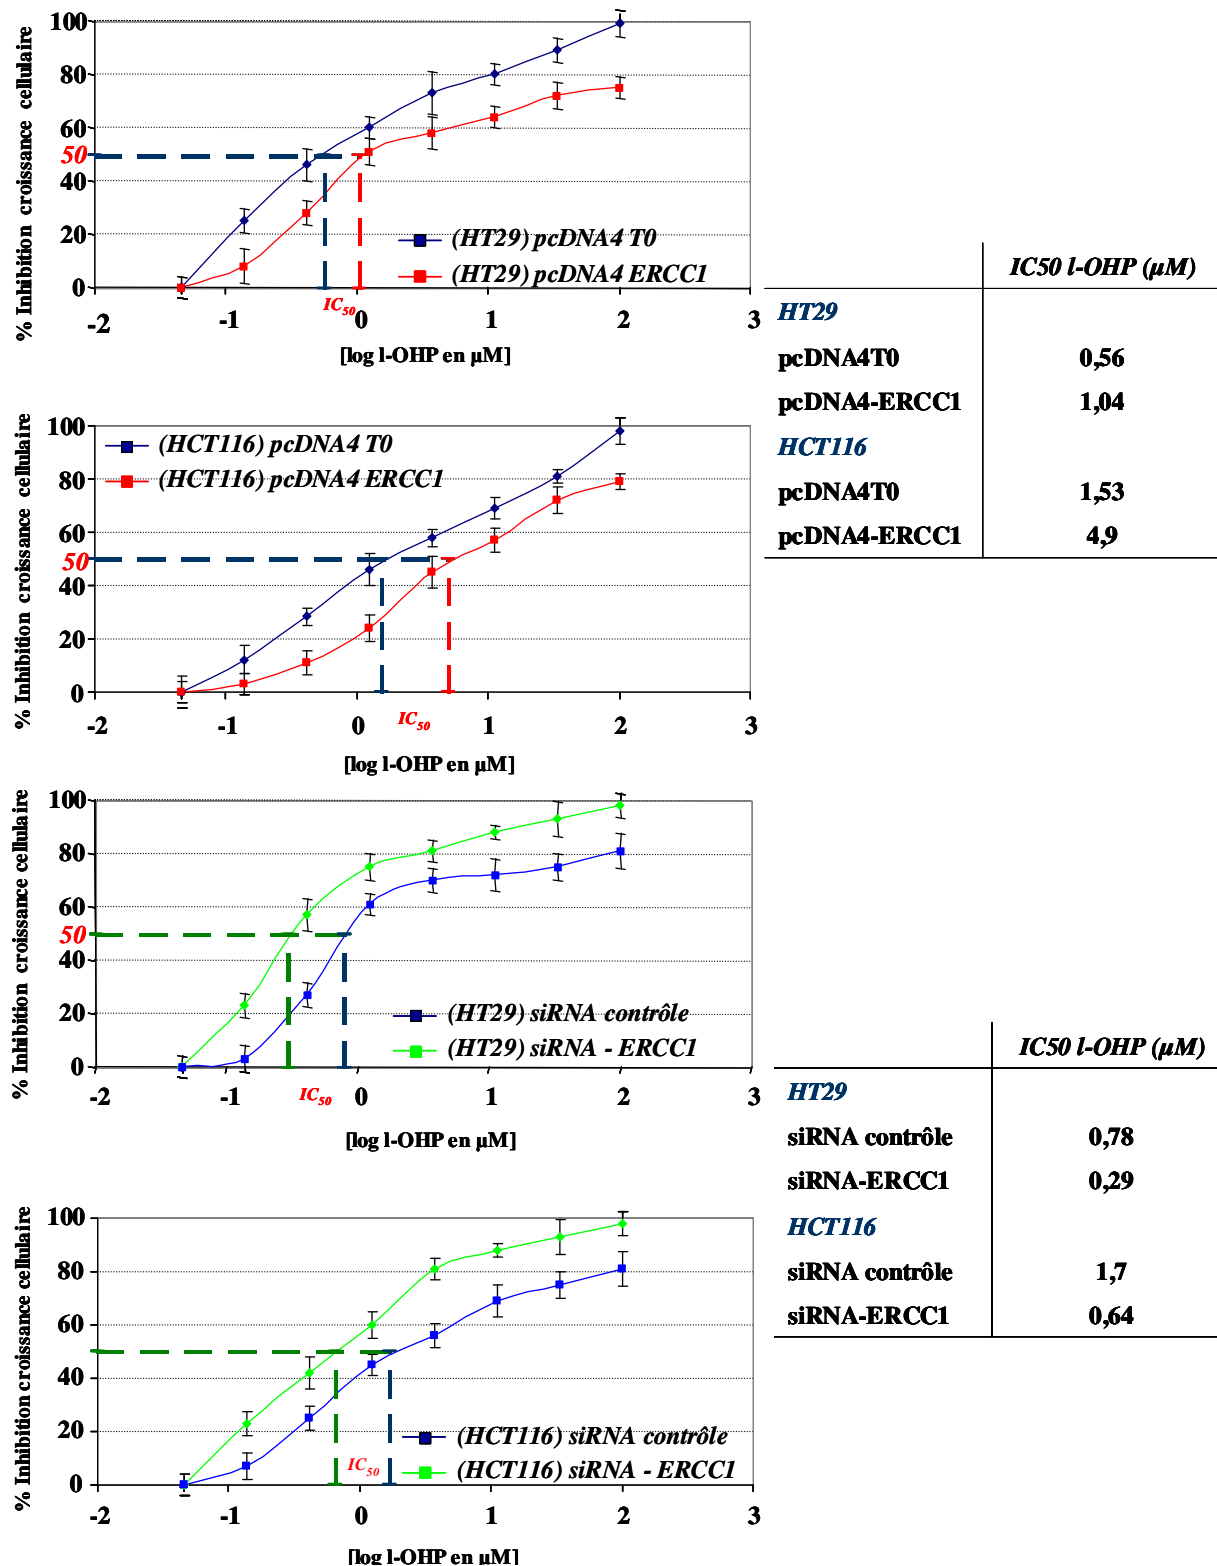 % Inhibition croissance cellulaire
100
80
60
50
40
20
0
-2
-1
0
1
2
3
IC50
(HT29) pcDNA4 T0
(HT29) pcDNA4 ERCC1
[log l-OHP en µM]
IC50 l-OHP (µM)
HT29
pcDNA4T0 0,56
pcDNA4-ERCC1 1,04
HCT116
pcDNA4T0 1,53
pcDNA4-ERCC1 4,9
% Inhibition croissance cellulaire
100
80
60
50
40
20
0
(HCT116) pcDNA4 T0
(HCT116) pcDNA4 ERCC1
-2
-1
0
1
2
3
IC50
[log l-OHP en µM]
% Inhibition croissance cellulaire
100
80
60
50
40
20
0
(HT29) siRNA contrôle
(HT29) siRNA - ERCC1
-2
-1
0
1
2
3
IC50
[log l-OHP en µM]
IC50 l-OHP (µM)
HT29
siRNA contrôle 0,78
siRNA-ERCC1 0,29
HCT116
siRNA contrôle 1,7
siRNA-ERCC1 0,64
% Inhibition croissance cellulaire
100
80
60
40
20
0
(HCT116) siRNA contrôle
(HCT116) siRNA - ERCC1
IC50
-2
-1
0
1
2
3
[log l-OHP en µM]